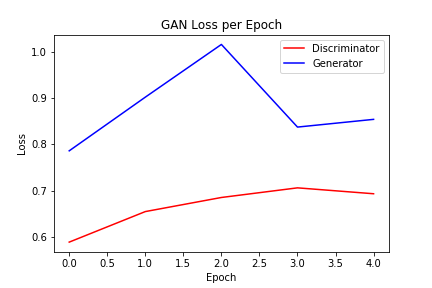 GAN Loss per Epoch
Discriminator
Generator
Loss
1.0
0.9
0.8
0.7
0.6
0.0 0.5 1.0 1.5 2.0 2.5 3.0 3.5 4.0
Epoch